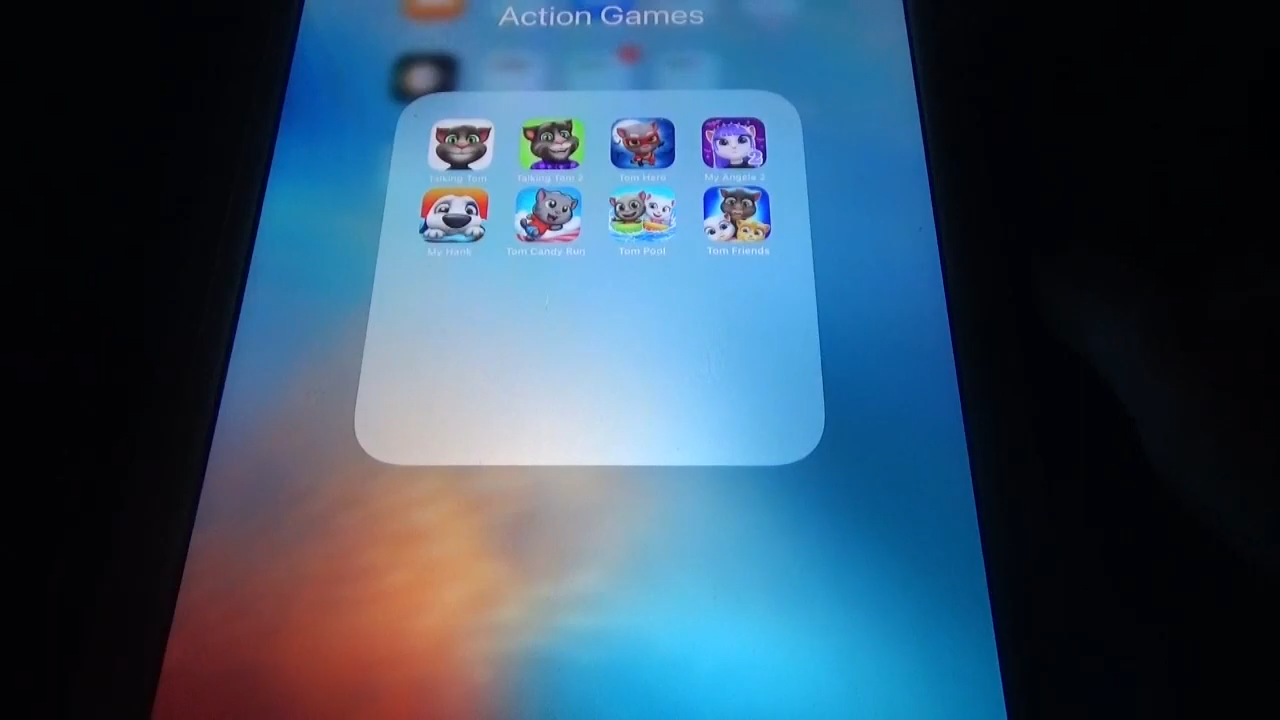 Action Games
Talking Tom
Talking Tom 2
Tom Hero
My Angela 2
My Hank
Tom Candy Run
Tom Pool
Tom Friends